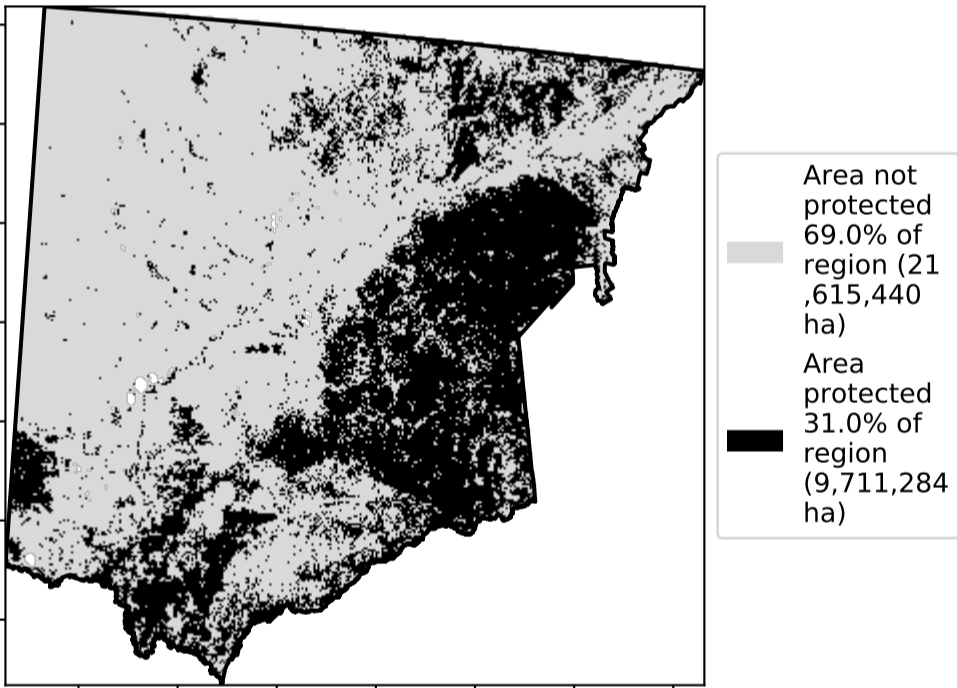 Area not
protected
69.0% of
region (21
,615,440
ha)
Area
protected
31.0% of
region
(9,711,284
ha)